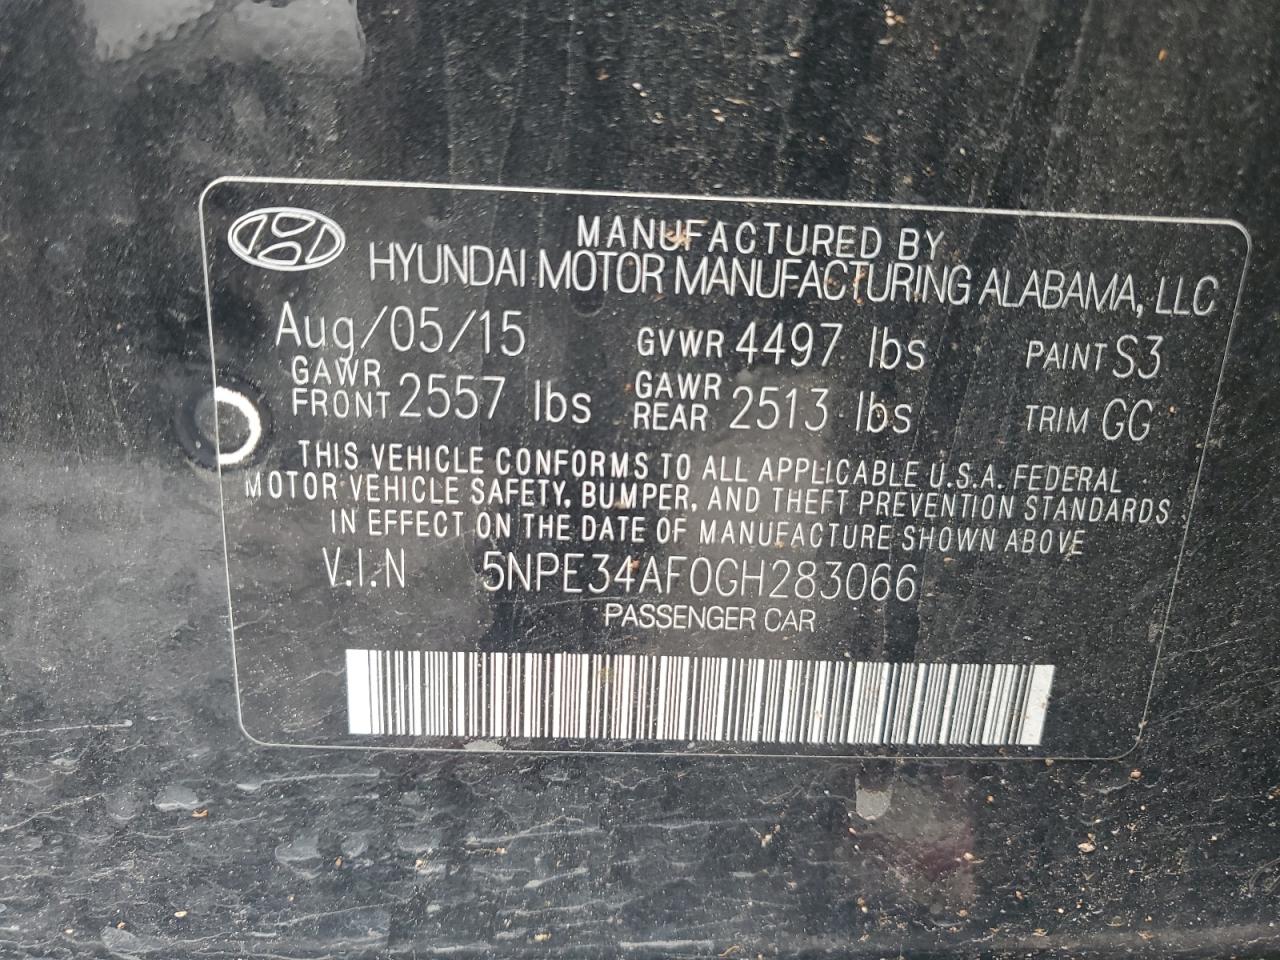 MANUFACTURED BY
HYUNDAI MOTOR MANUFACTURING ALABAMA, LLC
Aug/05/15 GVWR 4497 lbs PAINT S3
GAWR FRONT 2557 lbs GAWR REAR 2513 lbs TRIM GG
THIS VEHICLE CONFORMS TO ALL APPLICABLE U.S.A. FEDERAL
MOTOR VEHICLE SAFETY, BUMPER, AND THEFT PREVENTION STANDARDS
IN EFFECT ON THE DATE OF MANUFACTURE SHOWN ABOVE
V.I.N 5NPE34AF0GH283066
PASSENGER CAR